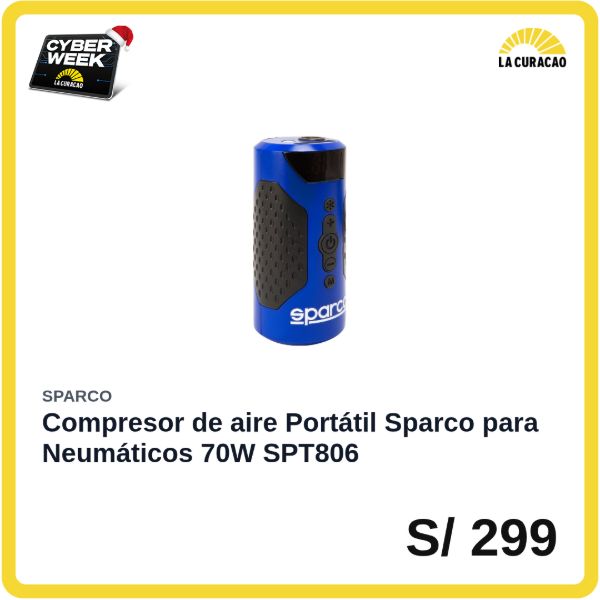 CYBER
WEEK
LA CURACAO
LA CURACAO
M
sparco
SPARCO
Compresor de aire Portátil Sparco para
Neumáticos 70W SPT806
S/ 299